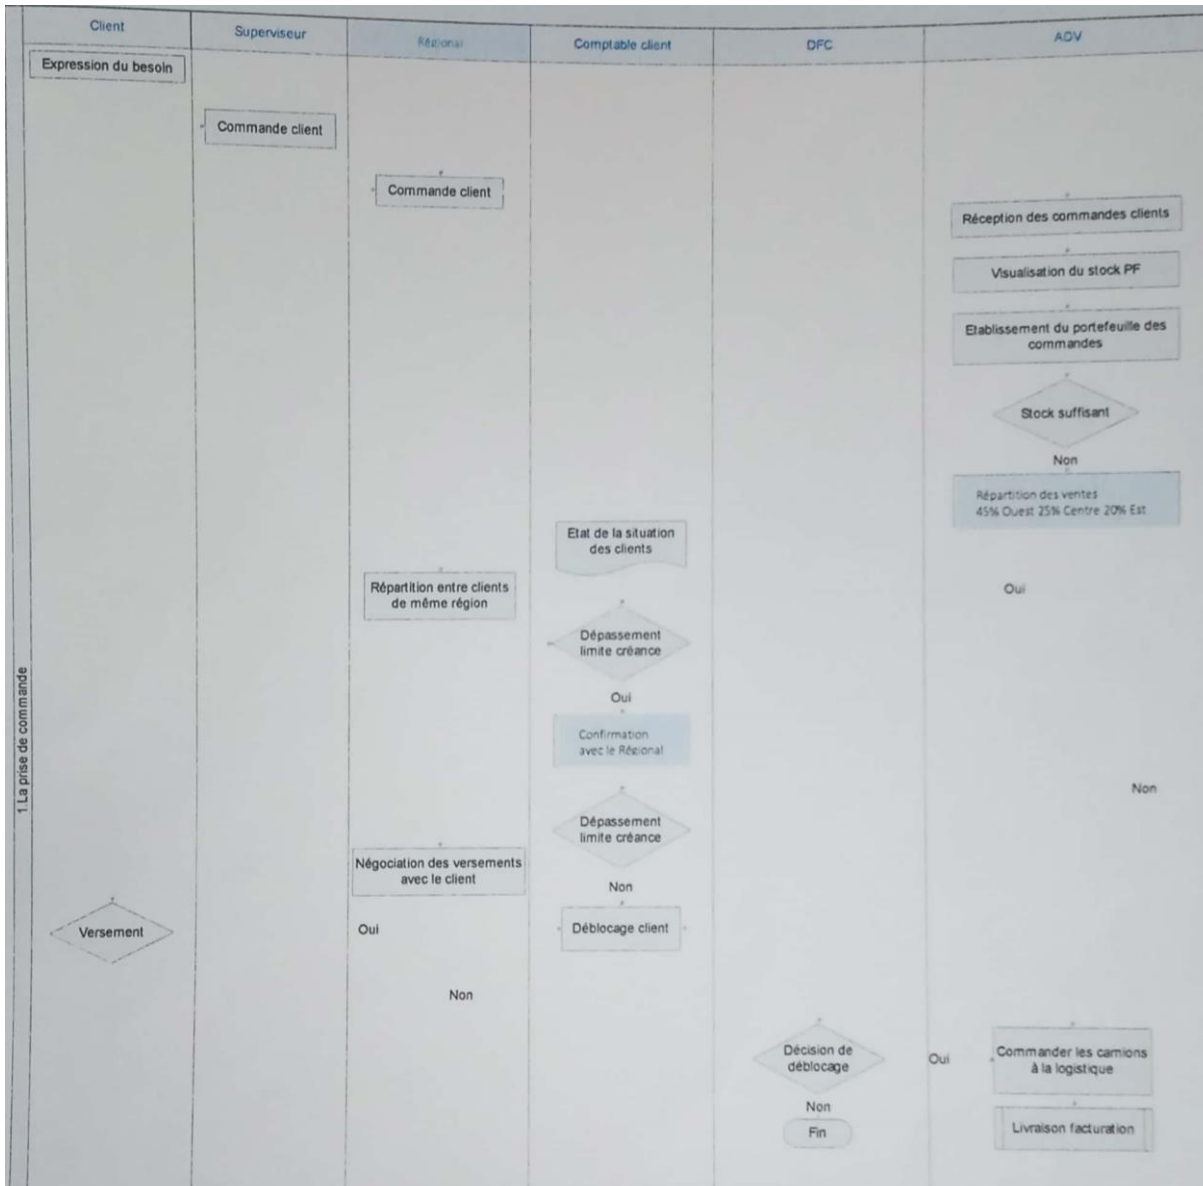 Client
Superviseur
Régional
Comptable client
DFC
ADV
1.La prise de commande
Expression du besoin
Commande client
Commande client
Réception des commandes clients
Visualisation du stock PF
Etablissement du portefeuille des
commandes
Stock suffisant
Non
Répartition des ventes
45% Ouest 25% Centre 20% Est
Etat de la situation
des clients
Répartition entre clients
de même région
Oui
Dépassement
limite créance
Oui
Confirmation
avec le Régional
Non
Dépassement
limite créance
Négociation des versements
avec le client
Non
Versement
Oui
Déblocage client
Non
Décision de
déblocage
Oui
Commander les camions
à la logistique
Non
Fin
Livraison facturation